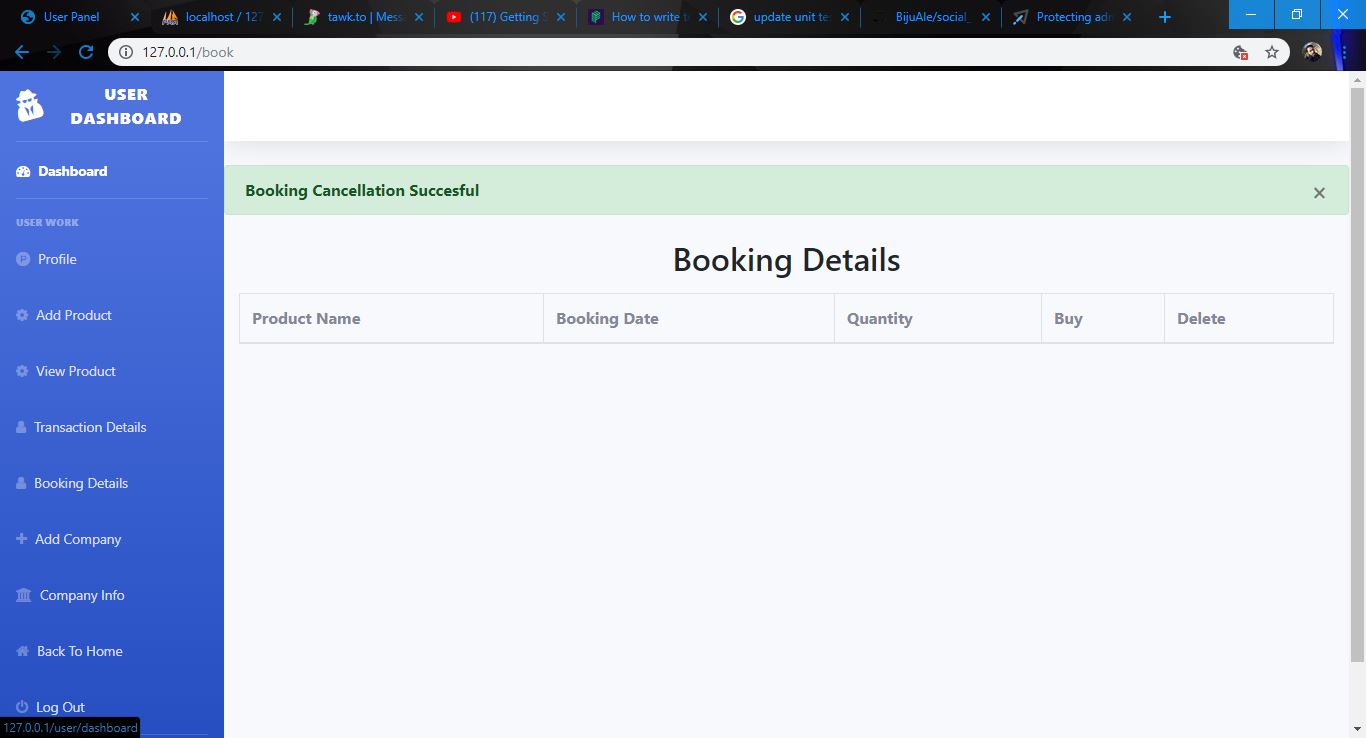 User Panel
localhost / 127
tawk.to | Mess
(117) Getting S
How to write t
update unit te
BijuAle/social_
Protecting adm
127.0.0.1/book
USER
DASHBOARD
Dashboard
USER WORK
Profile
Add Product
View Product
Transaction Details
Booking Details
Add Company
Company Info
Back To Home
Log Out
127.0.0.1/user/dashboard
Booking Cancellation Succesful
×
Booking Details
Product Name
Booking Date
Quantity
Buy
Delete